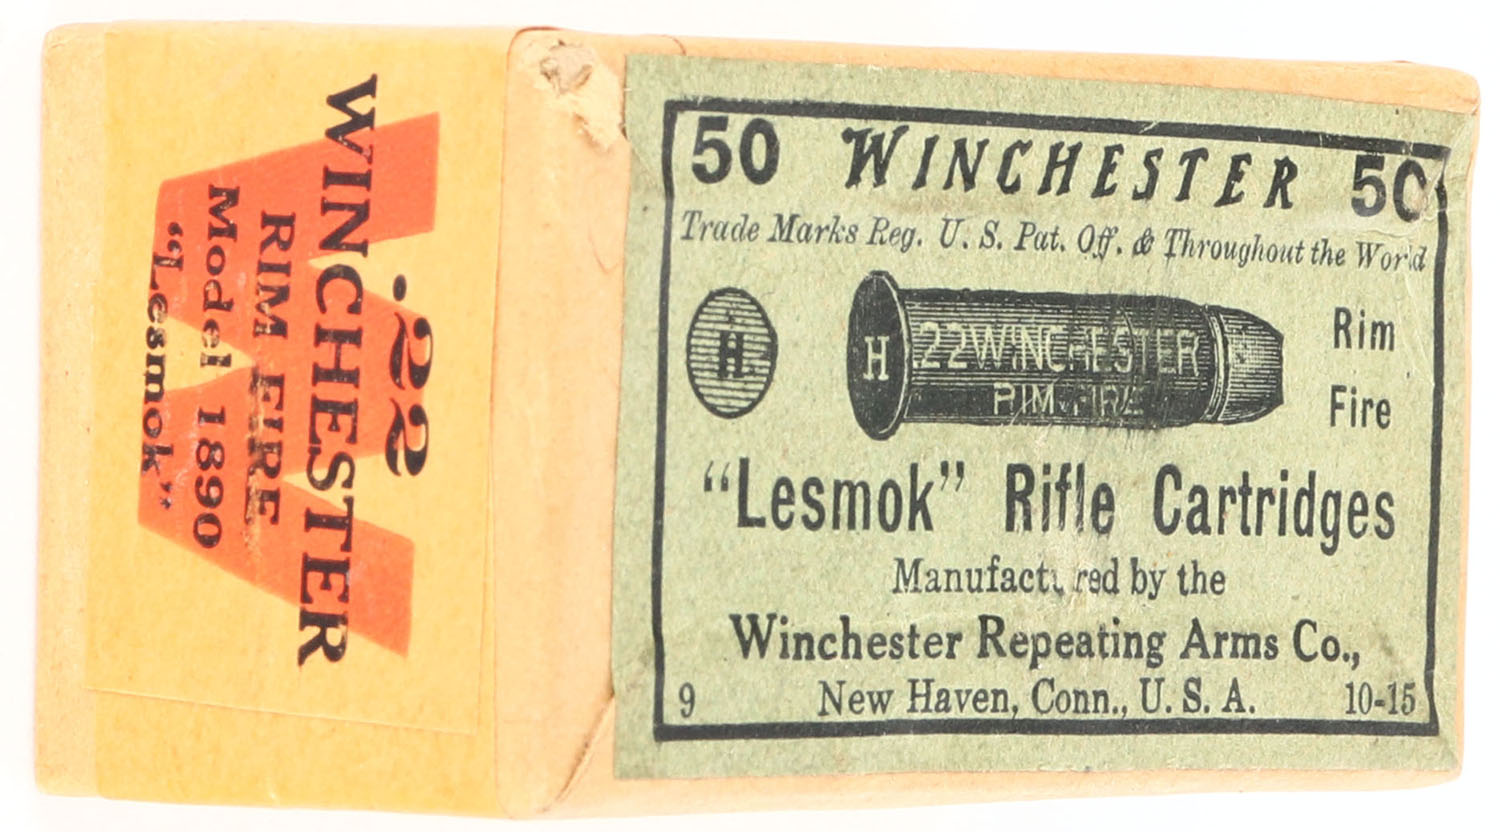 .22
WINCHESTER
RIM FIRE
Model 1890
“Lesmok”
50 WINCHESTER 50
Trade Marks Reg. U. S. Pat. Off. & Throughout the World
H
H
.22 WINCHESTER
RIM FIRE
Rim
Fire
“Lesmok” Rifle Cartridges
Manufactured by the
Winchester Repeating Arms Co.,
9 New Haven, Conn., U. S. A. 10-15